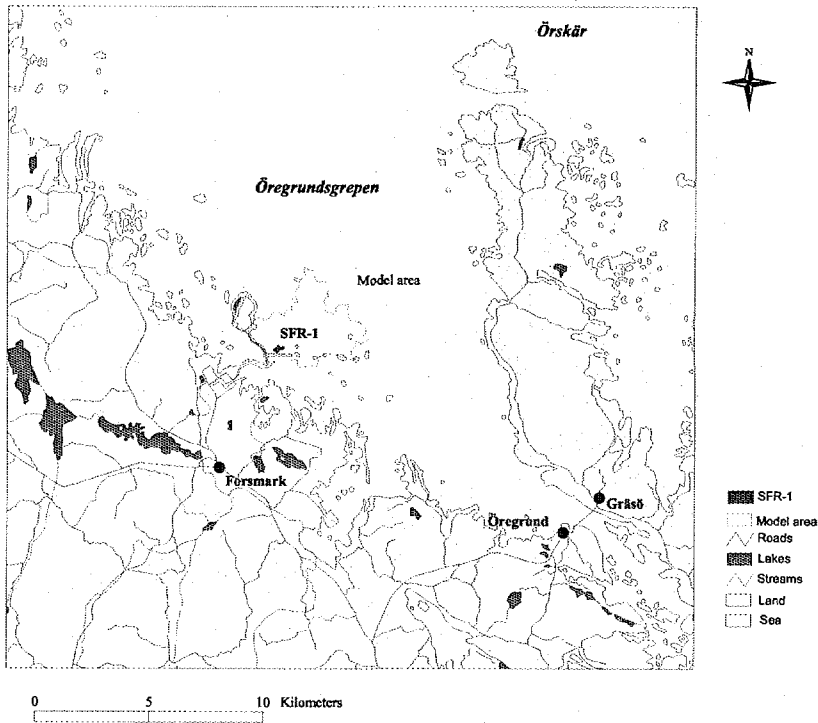 Örskär
N
Öregrundsgrepen
Model area
SFR-1
Forsmark
Gräsö
Öregrund
SFR-1
Model area
Roads
Lakes
Streams
Land
Sea
0 5 10 Kilometers